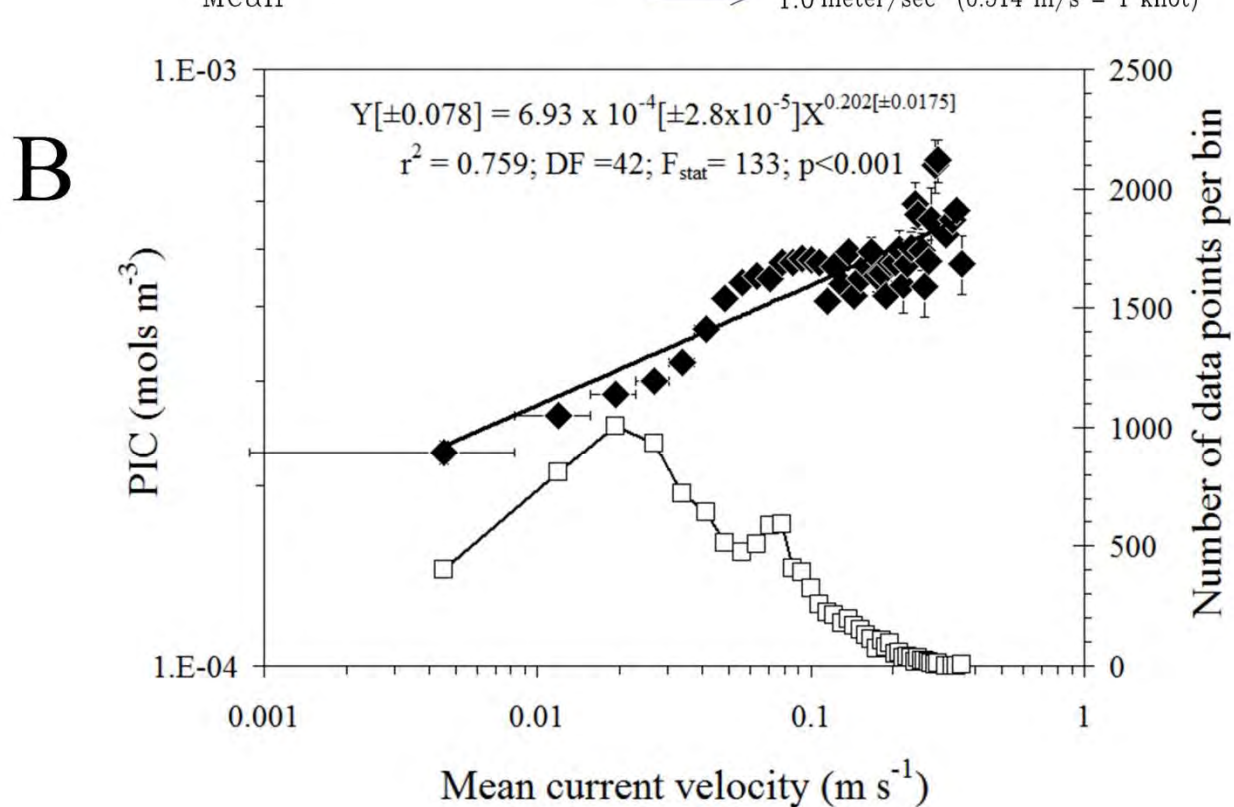 Mean 1.0 meter/sec (0.514 m/s = 1 knot)
B
1.E-03
2500
Y[±0.078] = 6.93 x 10⁻⁴[±2.8x10⁻⁵]X^0.202[±0.0175]
r² = 0.759; DF =42; F_stat= 133; p<0.001
2000
1500
1000
500
1.E-04
0
PIC (mols m⁻³)
Number of data points per bin
0.001 0.01 0.1 1
Mean current velocity (m s⁻¹)